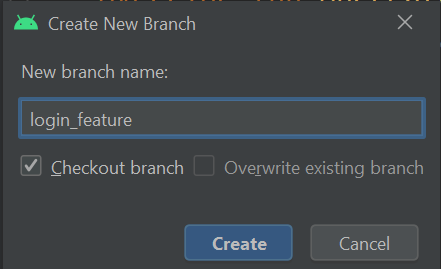 Create New Branch
New branch name:
login_feature
Checkout branch Overwrite existing branch
Create Cancel